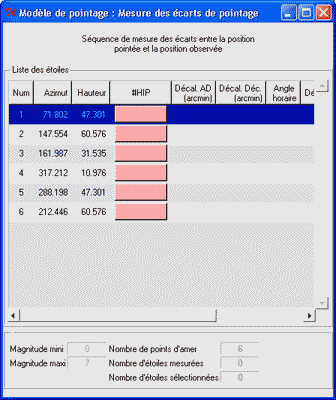 Modèle de pointage : Mesure des écarts de pointage
Séquence de mesure des écarts entre la position
pointée et la position observée
Liste des étoiles
Num Azimut Hauteur #HIP Décal. AD (arcmin) Décal. Déc. (arcmin) Angle horaire Dé
1 71.802 47.301
2 147.554 60.576
3 161.987 31.535
4 317.212 10.976
5 288.198 47.301
6 212.446 60.576
Magnitude mini 0 Nombre de points d'amer 6
Magnitude maxi 7 Nombre d'étoiles mesurées 0
Nombre d'étoiles sélectionnées 0